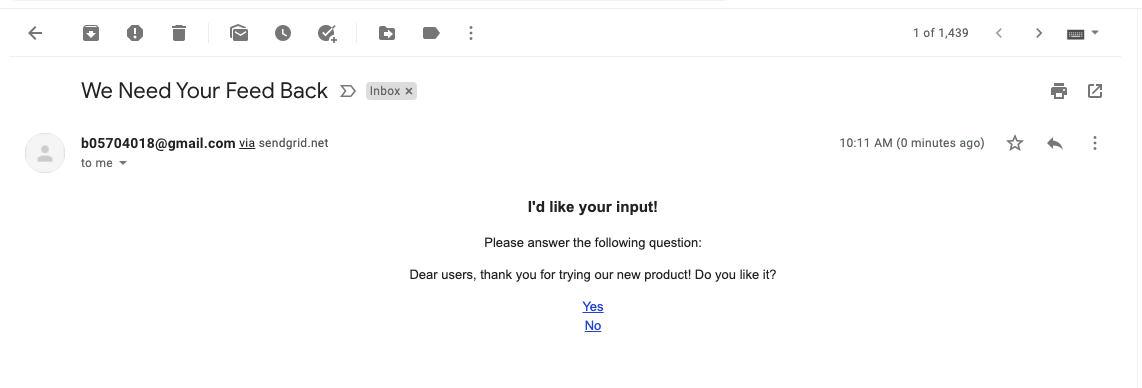 1 of 1,439
We Need Your Feed Back Inbox ×
b05704018@gmail.com via sendgrid.net 10:11 AM (0 minutes ago)
to me
I'd like your input!
Please answer the following question:
Dear users, thank you for trying our new product! Do you like it?
Yes
No